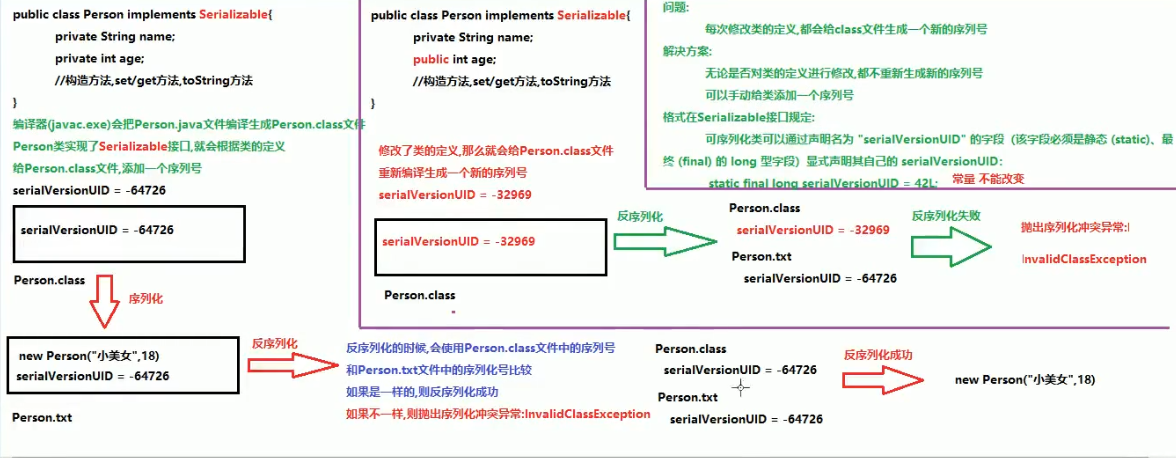 public class Person implements Serializable{
private String name;
private int age;
//构造方法,set/get方法,toString方法
}
编译器(javac.exe)会把Person.java文件编译生成Person.class文件
Person类实现了Serializable接口,就会根据类的定义
给Person.class文件,添加一个序列号
serialVersionUID = -64726
serialVersionUID = -64726
Person.class
序列化
new Person("小美女",18)
serialVersionUID = -64726
Person.txt
public class Person implements Serializable{
private String name;
public int age;
//构造方法,set/get方法,toString方法
}
修改了类的定义,那么就会给Person.class文件
重新编译生成一个新的序列号
serialVersionUID = -32969
serialVersionUID = -32969
Person.class
反序列化
Person.class
serialVersionUID = -32969
Person.txt
serialVersionUID = -64726
反序列化失败
抛出序列化冲突异常:
InvalidClassException
问题:
每次修改类的定义,都会给class文件生成一个新的序列号
解决方案:
无论是否对类的定义进行修改,都不重新生成新的序列号
可以手动给类添加一个序列号
格式在Serializable接口规定:
可序列化类可以通过声明名为 "serialVersionUID" 的字段（该字段必须是静态 (static)、最
终 (final) 的 long 型字段）显式声明其自己的 serialVersionUID:
static final long serialVersionUID = 42L; 常量 不能改变
反序列化
反序列化的时候,会使用Person.class文件中的序列号
和Person.txt文件中的序列化号比较
如果是一样的,则反序列化成功
如果不一样,则抛出序列化冲突异常:InvalidClassException
Person.class
serialVersionUID = -64726
Person.txt
serialVersionUID = -64726
反序列化成功
new Person("小美女",18)